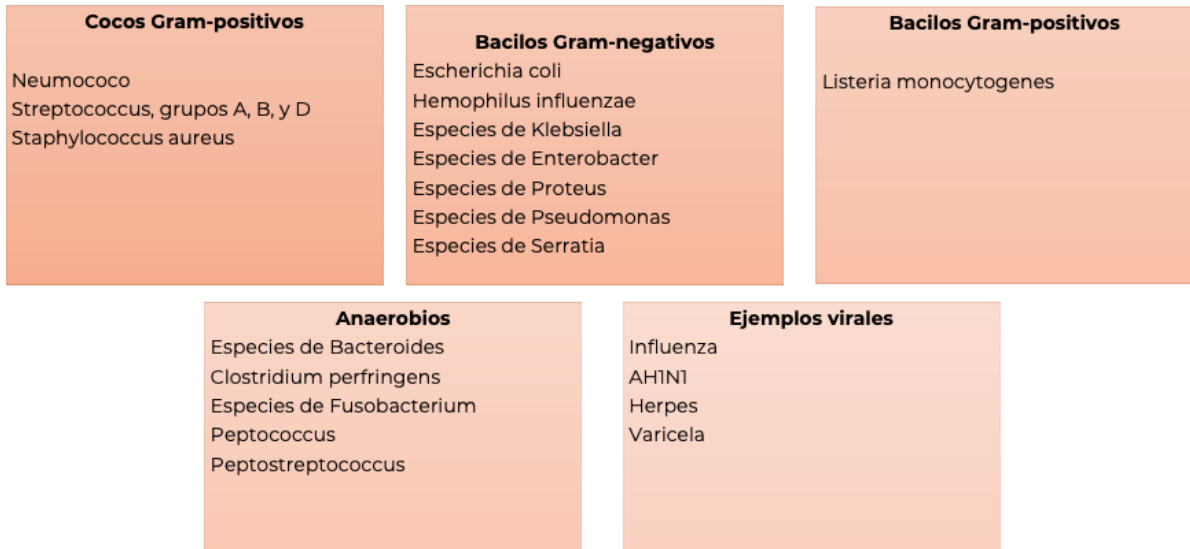 Cocos Gram-positivos
Neumococo
Streptococcus, grupos A, B, y D
Staphylococcus aureus
Bacilos Gram-negativos
Escherichia coli
Hemophilus influenzae
Especies de Klebsiella
Especies de Enterobacter
Especies de Proteus
Especies de Pseudomonas
Especies de Serratia
Bacilos Gram-positivos
Listeria monocytogenes
Anaerobios
Especies de Bacteroides
Clostridium perfringens
Especies de Fusobacterium
Peptococcus
Peptostreptococcus
Ejemplos virales
Influenza
AH1N1
Herpes
Varicela